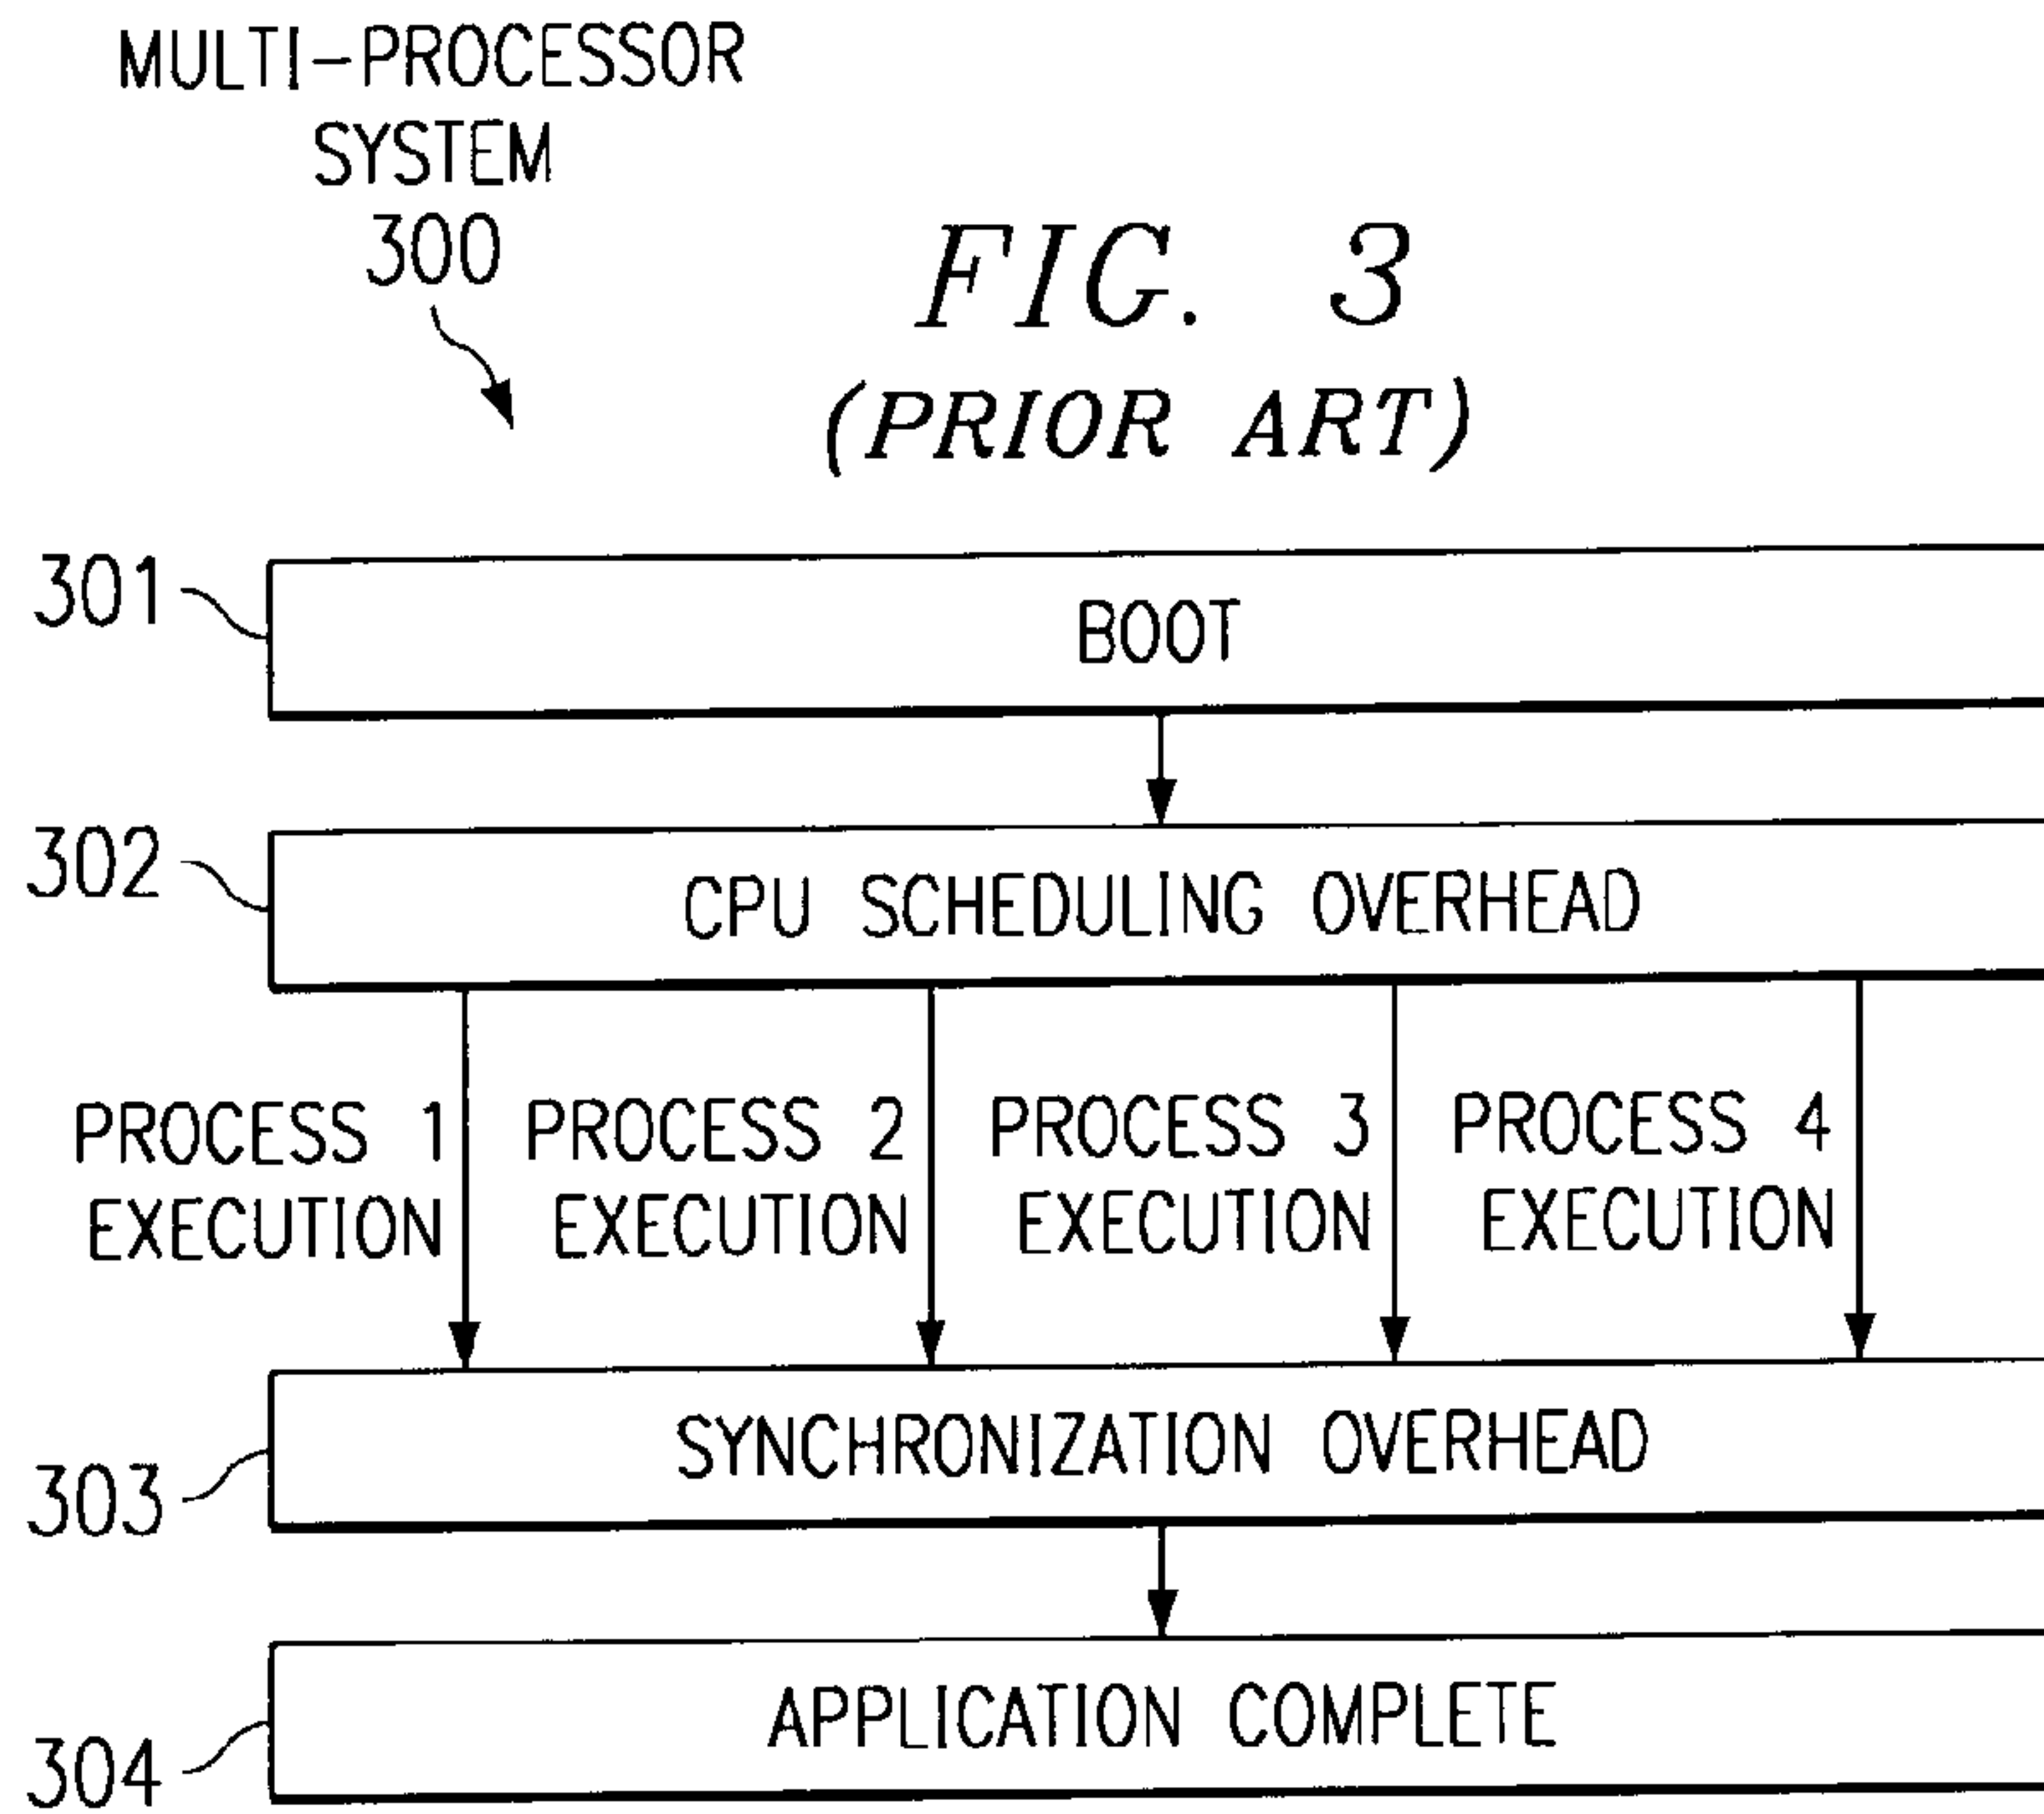 MULTI-PROCESSOR
SYSTEM
300
FIG. 3
(PRIOR ART)
301
BOOT
302
CPU SCHEDULING OVERHEAD
PROCESS 1
EXECUTION
PROCESS 2
EXECUTION
PROCESS 3
EXECUTION
PROCESS 4
EXECUTION
303
SYNCHRONIZATION OVERHEAD
304
APPLICATION COMPLETE